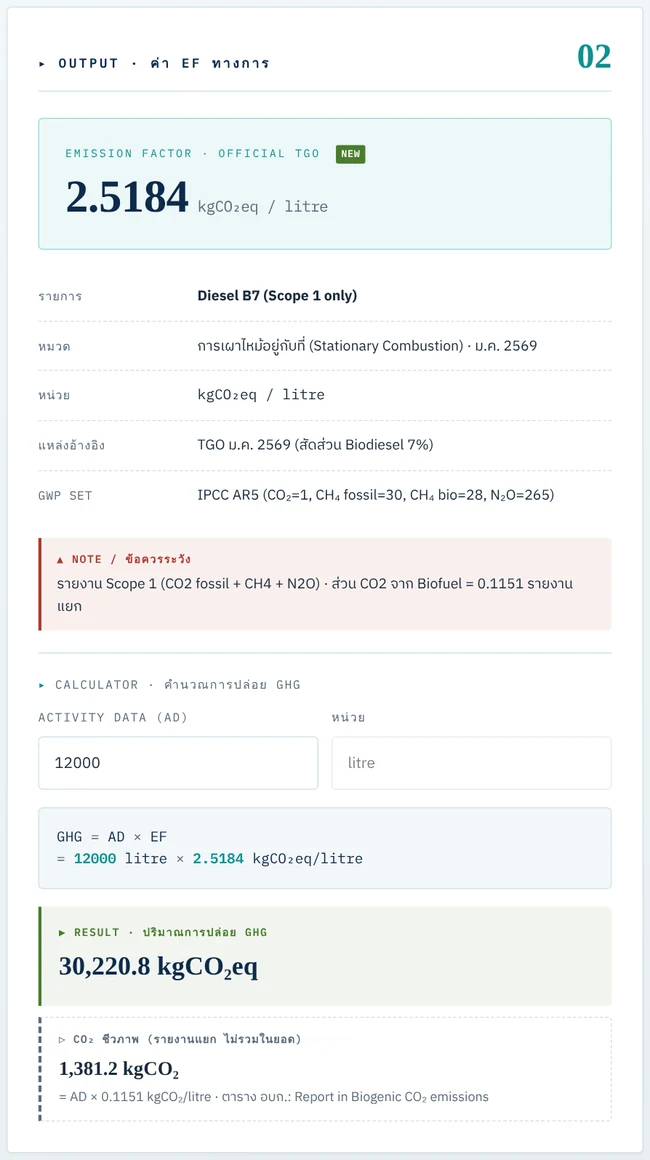 ▸ OUTPUT · ค่า EF ทางการ
02
EMISSION FACTOR · OFFICIAL TGO NEW
2.5184 kgCO₂eq / litre
รายการ Diesel B7 (Scope 1 only)
หมวด การเผาไหม้อยู่กับที่ (Stationary Combustion) · ม.ค. 2569
หน่วย kgCO₂eq / litre
แหล่งอ้างอิง TGO ม.ค. 2569 (สัดส่วน Biodiesel 7%)
GWP SET IPCC AR5 (CO₂=1, CH₄ fossil=30, CH₄ bio=28, N₂O=265)
▲ NOTE / ข้อควรระวัง
รายงาน Scope 1 (CO2 fossil + CH4 + N2O) · ส่วน CO2 จาก Biofuel = 0.1151 รายงาน
แยก
▸ CALCULATOR · คำนวณการปล่อย GHG
ACTIVITY DATA (AD) หน่วย
12000 litre
GHG = AD × EF
= 12000 litre × 2.5184 kgCO₂eq/litre
▶ RESULT · ปริมาณการปล่อย GHG
30,220.8 kgCO₂eq
▷ CO₂ ชีวภาพ (รายงานแยก ไม่รวมในยอด)
1,381.2 kgCO₂
= AD × 0.1151 kgCO₂/litre · ตาราง อบก.: Report in Biogenic CO₂ emissions